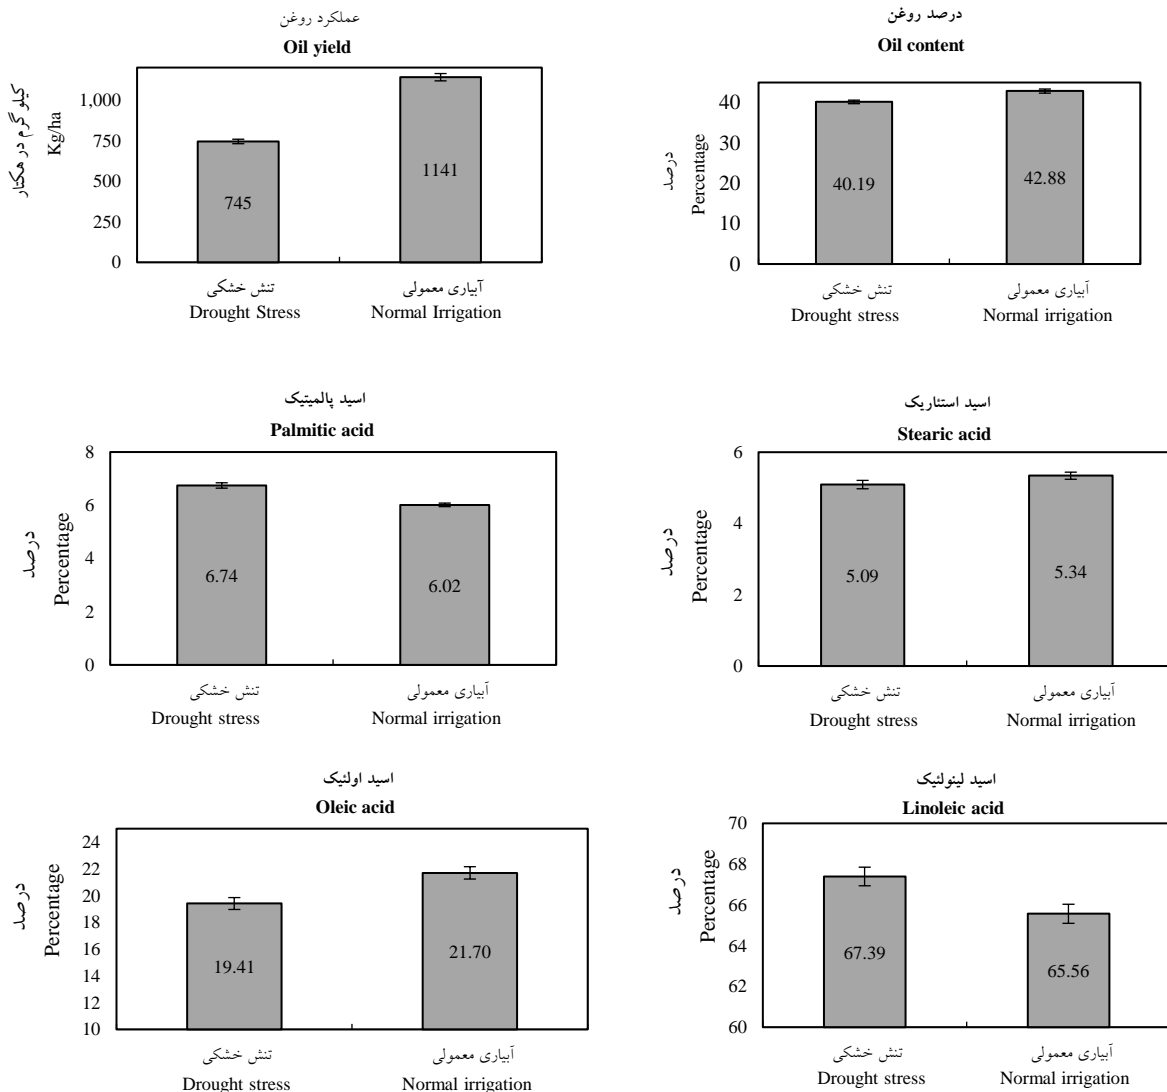 عملکرد روغن
Oil yield
کیلوگرم در هکتار
Kg/ha
1,000
750
500
250
0
745
1141
تنش خشکی
آبیاری معمولی
Drought Stress
Normal Irrigation
درصد روغن
Oil content
درصد
Percentage
40
30
20
10
0
40.19
42.88
تنش خشکی
آبیاری معمولی
Drought stress
Normal irrigation
اسید پالمیتیک
Palmitic acid
درصد
Percentage
8
6
4
2
0
6.74
6.02
تنش خشکی
آبیاری معمولی
Drought stress
Normal irrigation
اسید استئاریک
Stearic acid
درصد
Percentage
6
4
2
0
5.09
5.34
تنش خشکی
آبیاری معمولی
Drought stress
Normal irrigation
اسید اولئیک
Oleic acid
درصد
Percentage
24
22
20
18
16
14
12
10
19.41
21.70
تنش خشکی
آبیاری معمولی
Drought stress
Normal irrigation
اسید لینولئیک
Linoleic acid
درصد
Percentage
70
68
66
64
62
60
67.39
65.56
تنش خشکی
آبیاری معمولی
Drought stress
Normal irrigation